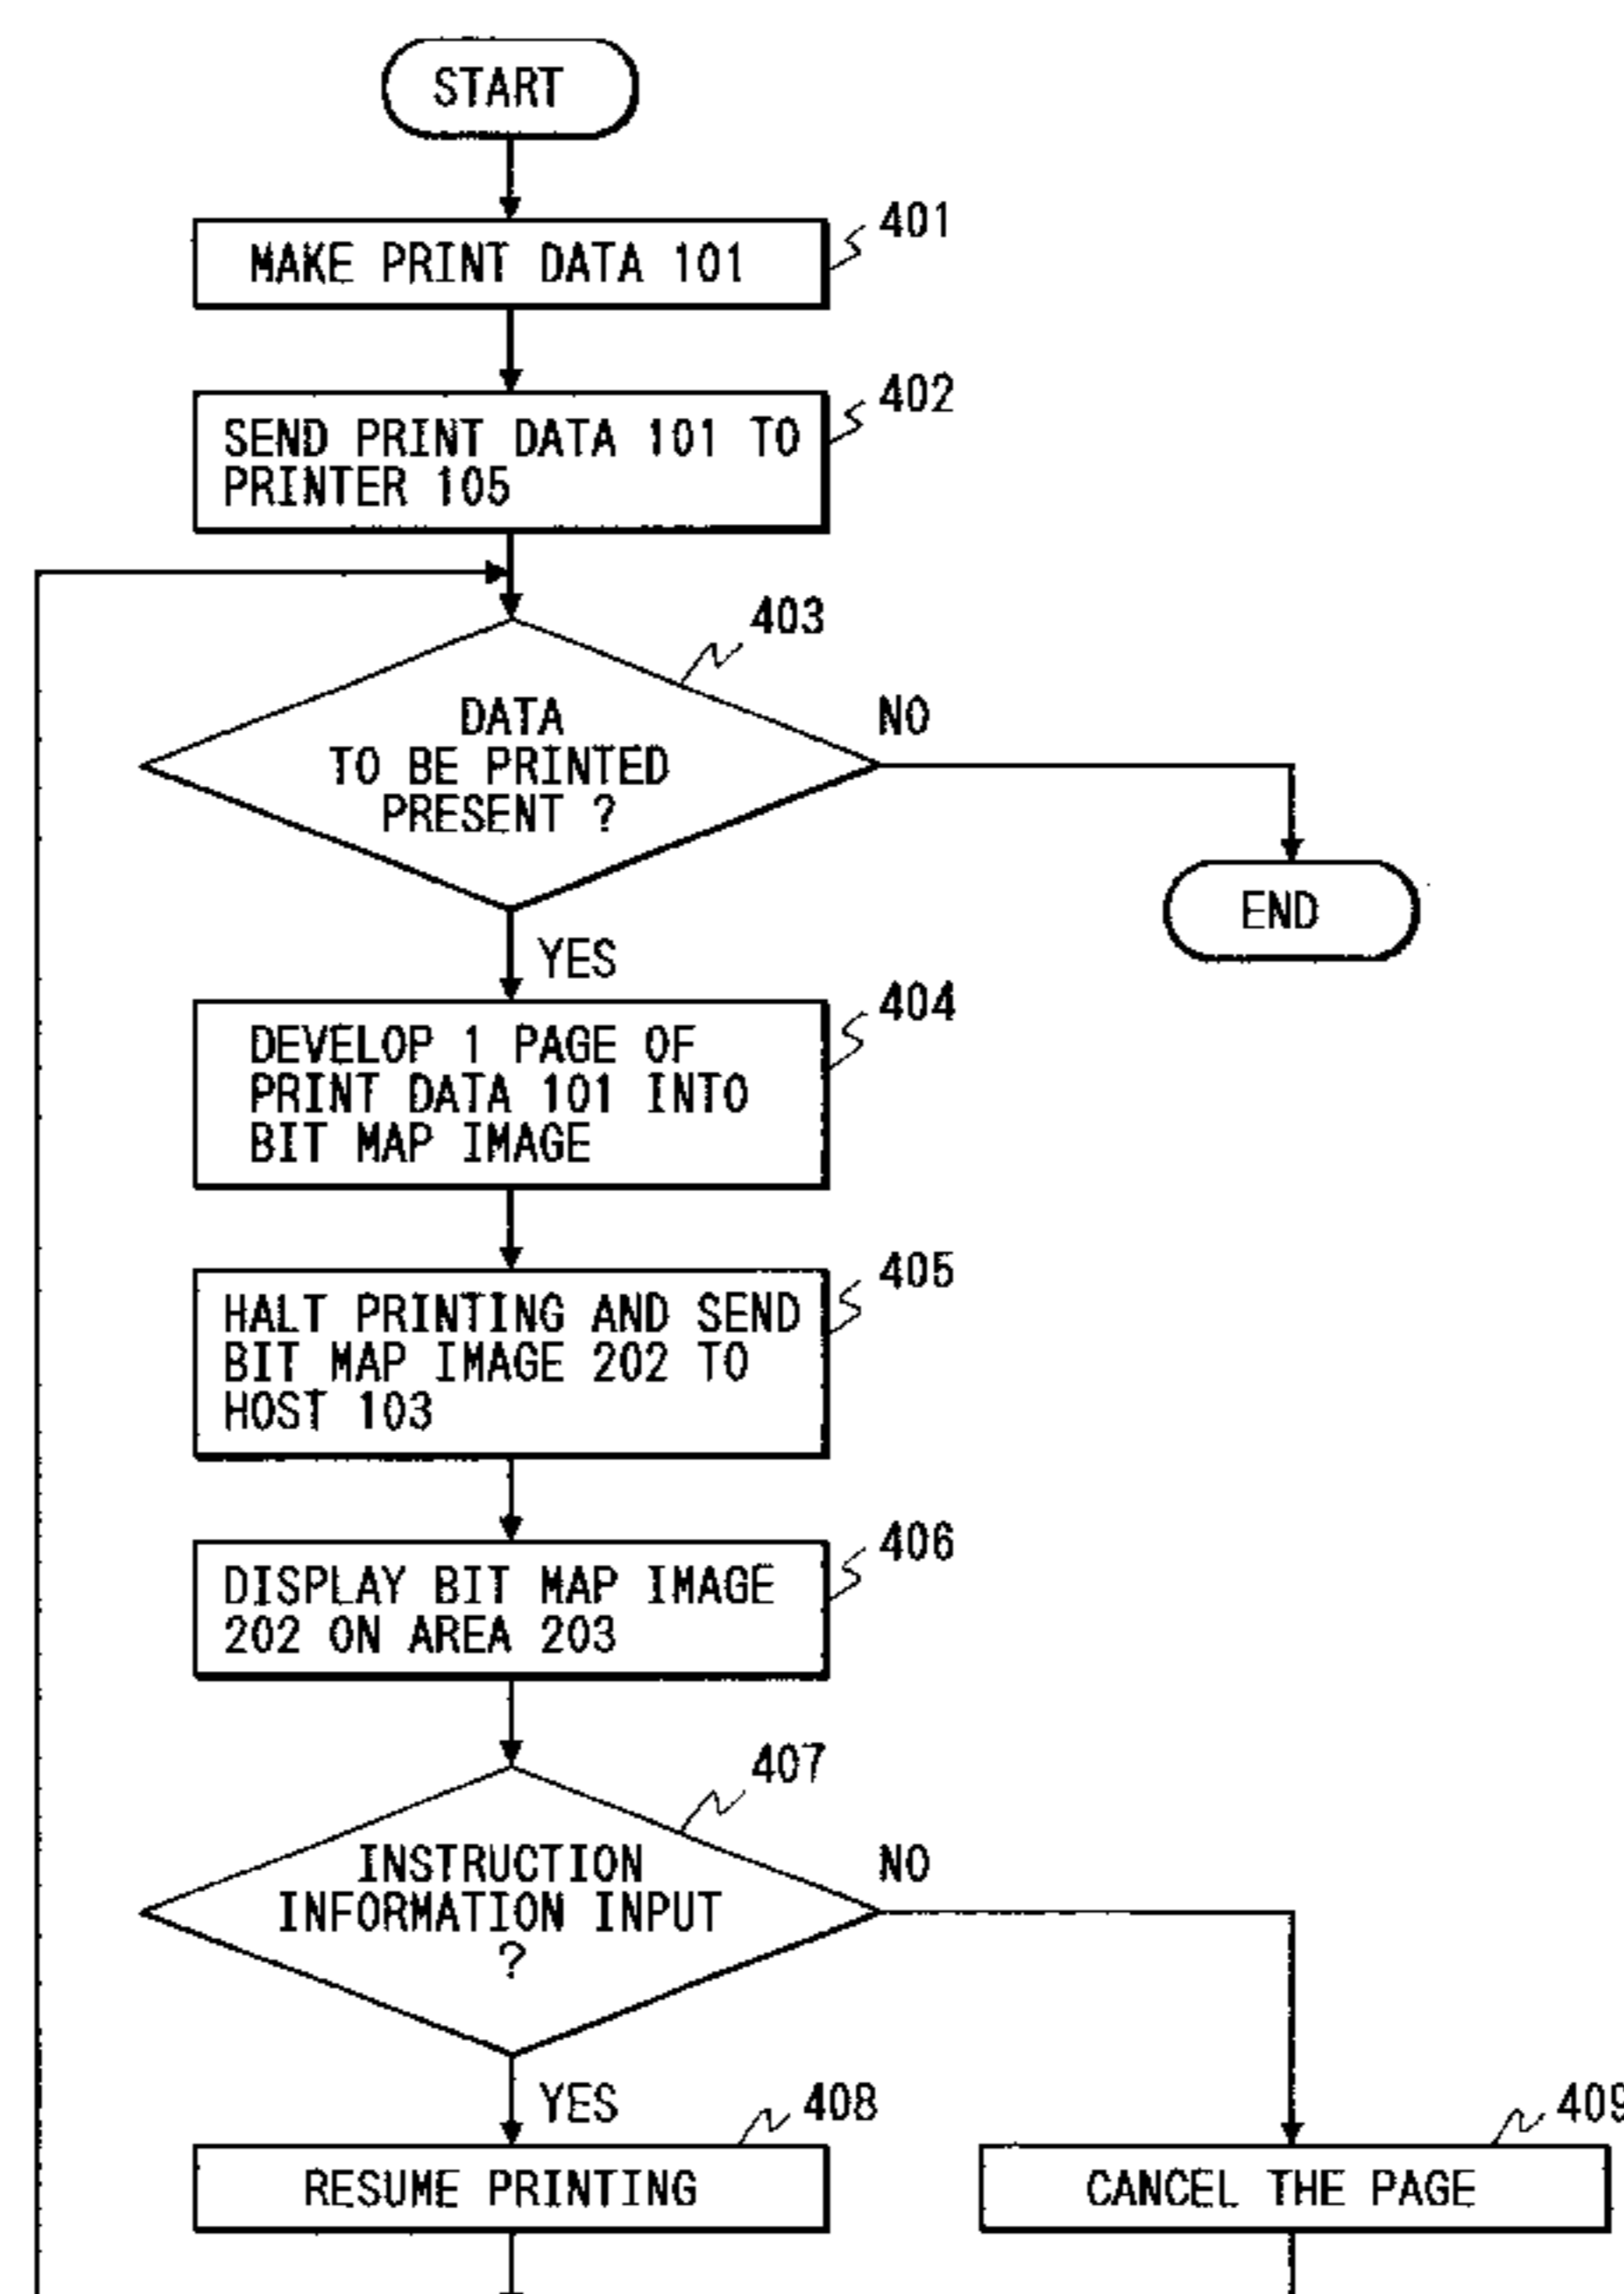 START
401
MAKE PRINT DATA 101
402
SEND PRINT DATA 101 TO
PRINTER 105
403
DATA
TO BE PRINTED
PRESENT ?
NO
END
YES
404
DEVELOP 1 PAGE OF
PRINT DATA 101 INTO
BIT MAP IMAGE
405
HALT PRINTING AND SEND
BIT MAP IMAGE 202 TO
HOST 103
406
DISPLAY BIT MAP IMAGE
202 ON AREA 203
407
INSTRUCTION
INFORMATION INPUT
?
NO
YES
408
409
RESUME PRINTING
CANCEL THE PAGE